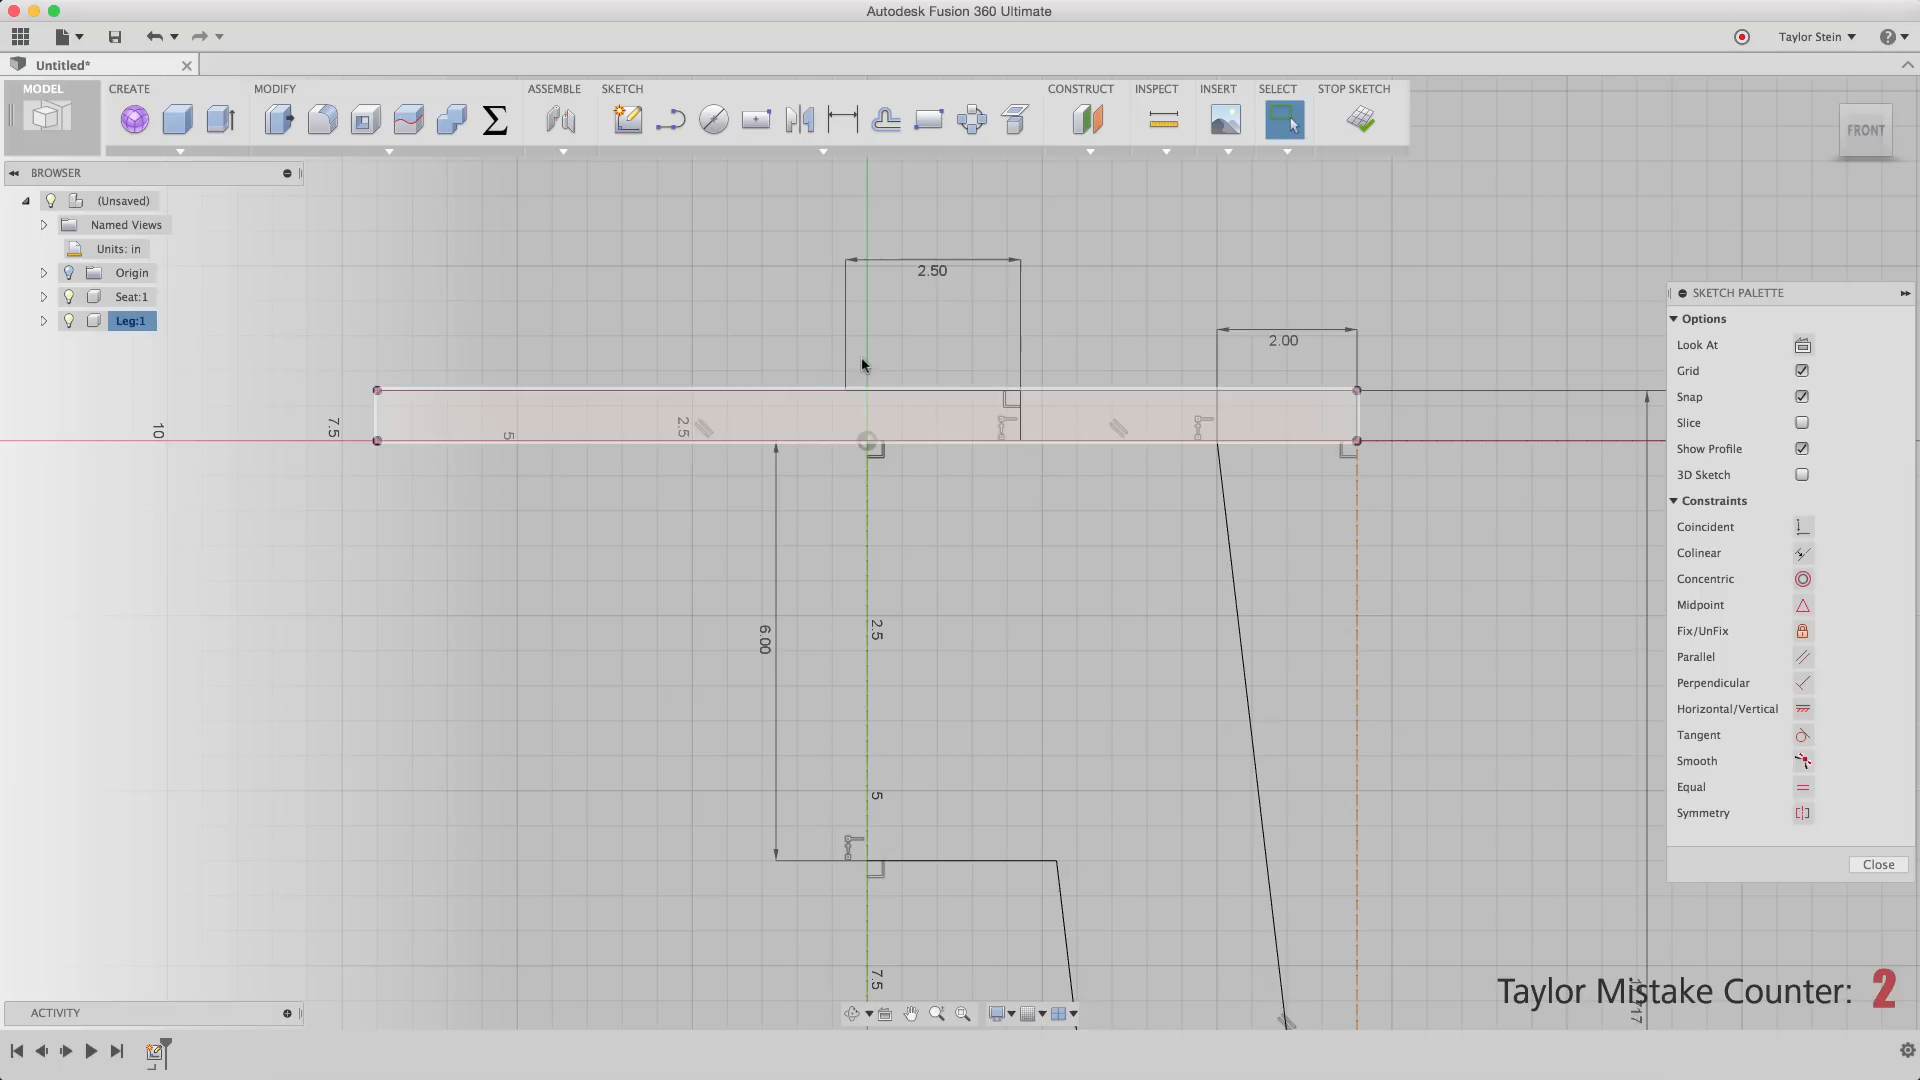 Autodesk Fusion 360 Ultimate
Taylor Stein
Untitled*
MODEL
CREATE
MODIFY
ASSEMBLE
SKETCH
CONSTRUCT
INSPECT
INSERT
SELECT
STOP SKETCH
FRONT
BROWSER
(Unsaved)
Named Views
Units: in
Origin
Seat:1
Leg:1
2.50
2.00
10
7.5
5
2.5
6.00
2.5
5
7.5
SKETCH PALETTE
Options
Look At
Grid
Snap
Slice
Show Profile
3D Sketch
Constraints
Coincident
Colinear
Concentric
Midpoint
Fix/UnFix
Parallel
Perpendicular
Horizontal/Vertical
Tangent
Smooth
Equal
Symmetry
Close
Taylor Mistake Counter: 2
ACTIVITY